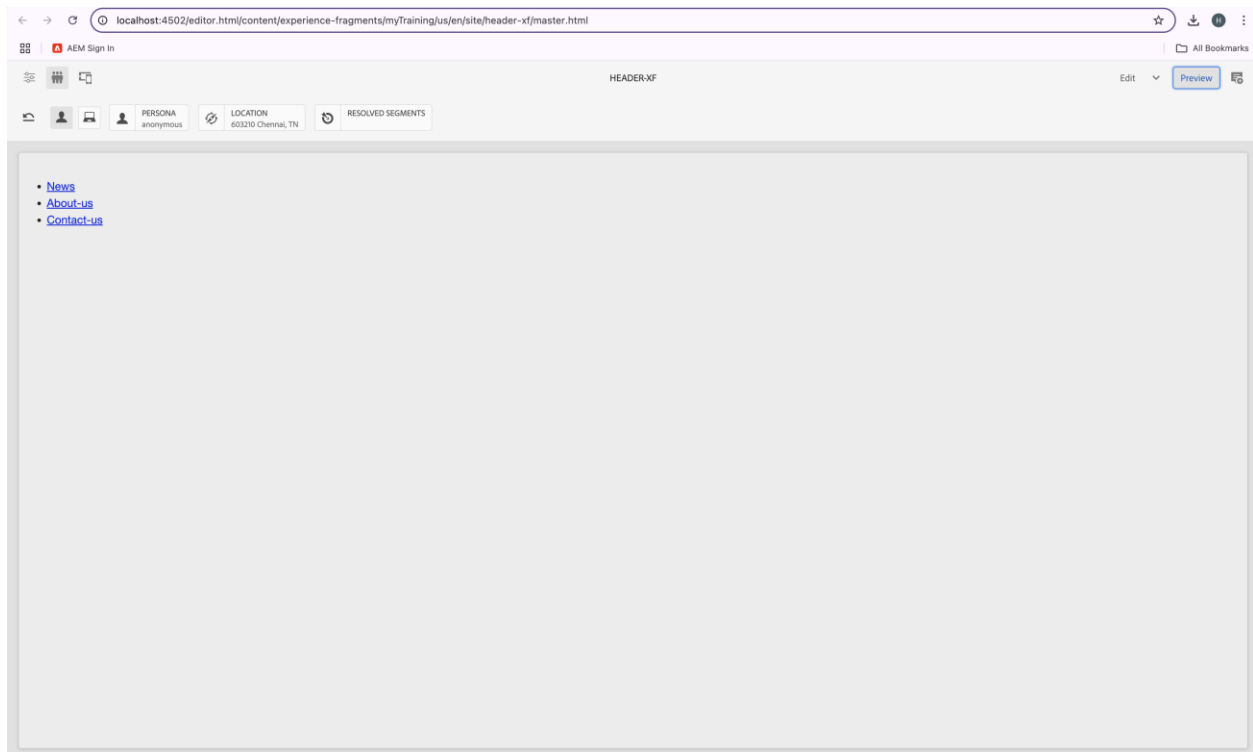 localhost:4502/editor.html/content/experience-fragments/myTraining/us/en/site/header-xf/master.html
H
AEM Sign In
All Bookmarks
HEADER-XF
Edit
Preview
PERSONA
anonymous
LOCATION
603210 Chennai, TN
RESOLVED SEGMENTS
• News
• About-us
• Contact-us